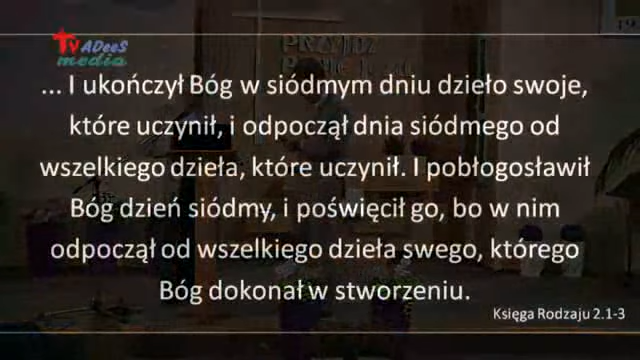 TV ADeeS
media
PRZYJDŹ
... I ukończył Bóg w siódmym dniu dzieło swoje,
które uczynił, i odpoczął dnia siódmego od
wszelkiego dzieła, które uczynił. I pobłogosławił
Bóg dzień siódmy, i poświęcił go, bo w nim
odpoczął od wszelkiego dzieła swego, którego
Bóg dokonał w stworzeniu.
Księga Rodzaju 2.1-3